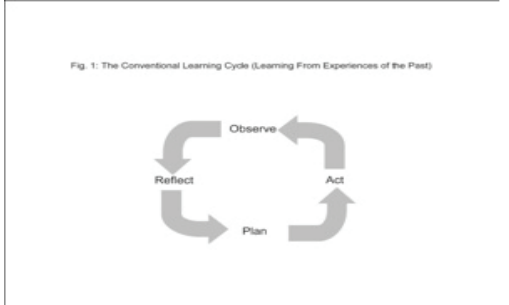 Fig. 1: The Conventional Learning Cycle (Learning From Experiences of the Past)
Observe
Reflect
Act
Plan